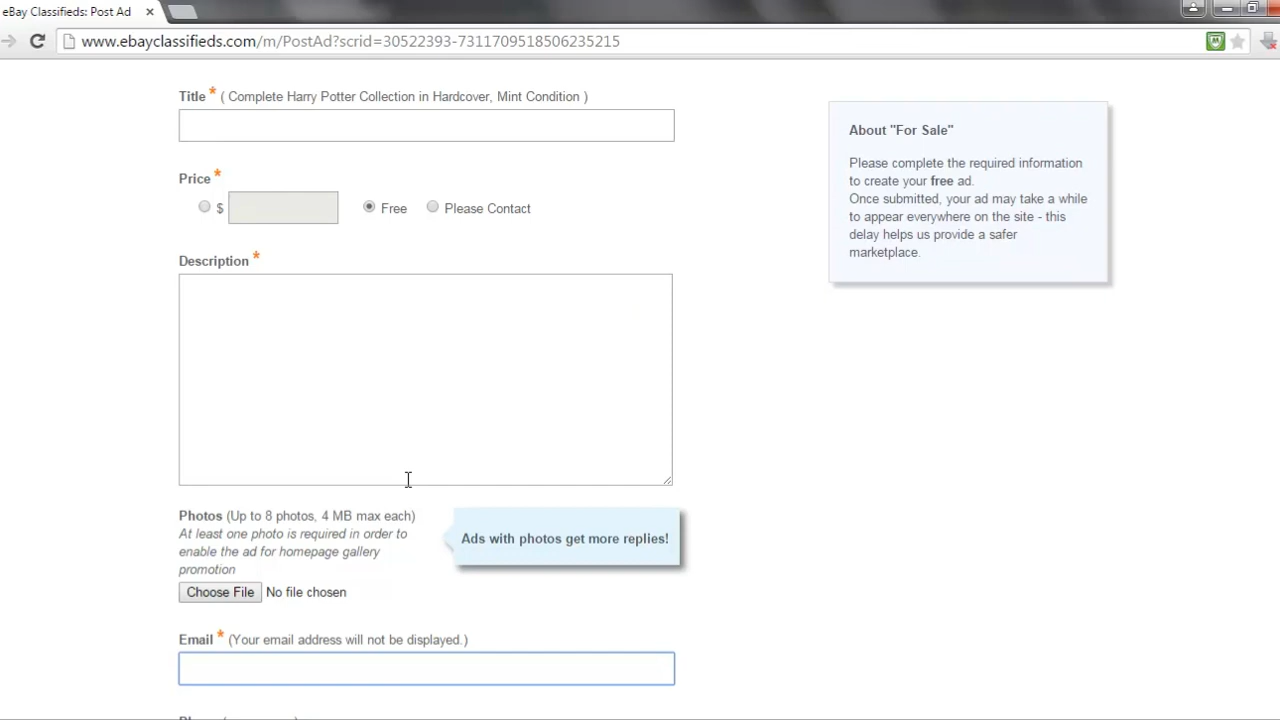 eBay Classifieds: Post Ad
www.ebayclassifieds.com/m/PostAd?scrid=30522393-7311709518506235215
Title * ( Complete Harry Potter Collection in Hardcover, Mint Condition )
Price *
$ Free Please Contact
Description *
Photos (Up to 8 photos, 4 MB max each)
At least one photo is required in order to
enable the ad for homepage gallery
promotion
Ads with photos get more replies!
Choose File No file chosen
Email * (Your email address will not be displayed.)
About "For Sale"
Please complete the required information
to create your free ad.
Once submitted, your ad may take a while
to appear everywhere on the site - this
delay helps us provide a safer
marketplace.